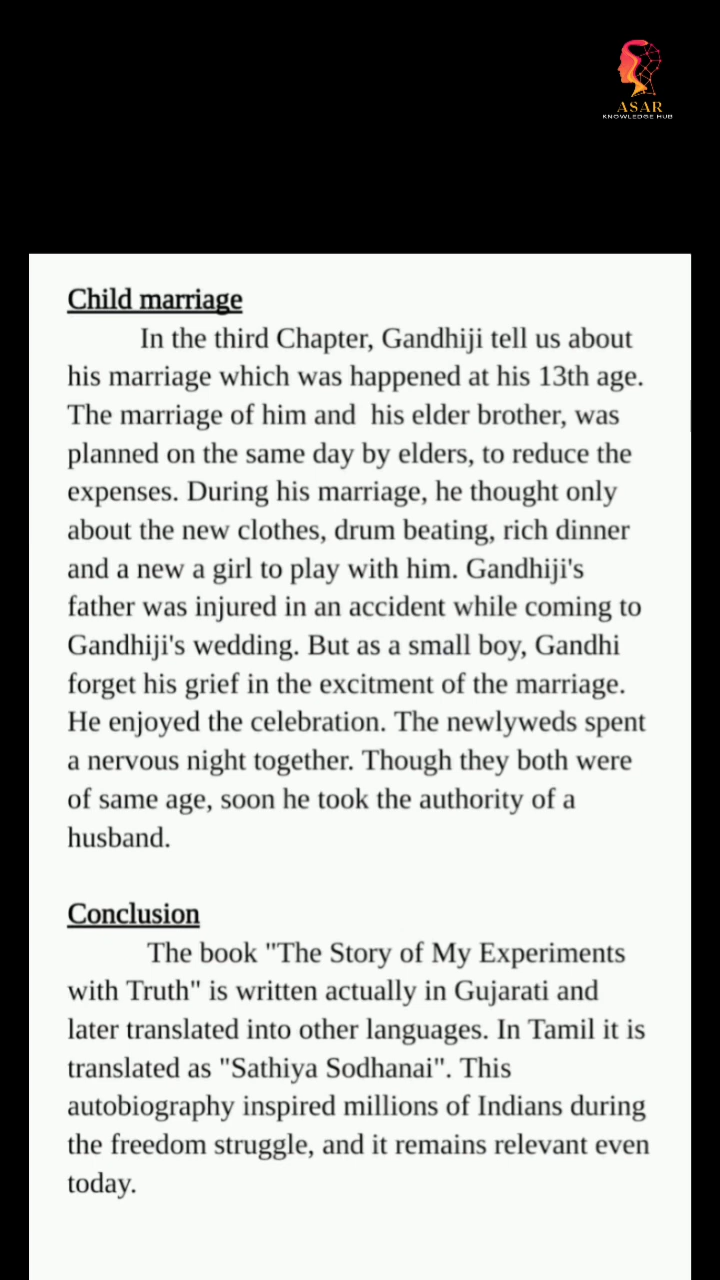 ASAR
KNOWLEDGE HUB
Child marriage
In the third Chapter, Gandhiji tell us about
his marriage which was happened at his 13th age.
The marriage of him and  his elder brother, was
planned on the same day by elders, to reduce the
expenses. During his marriage, he thought only
about the new clothes, drum beating, rich dinner
and a new a girl to play with him. Gandhiji's
father was injured in an accident while coming to
Gandhiji's wedding. But as a small boy, Gandhi
forget his grief in the excitment of the marriage.
He enjoyed the celebration. The newlyweds spent
a nervous night together. Though they both were
of same age, soon he took the authority of a
husband.
Conclusion
The book "The Story of My Experiments
with Truth" is written actually in Gujarati and
later translated into other languages. In Tamil it is
translated as "Sathiya Sodhanai". This
autobiography inspired millions of Indians during
the freedom struggle, and it remains relevant even
today.